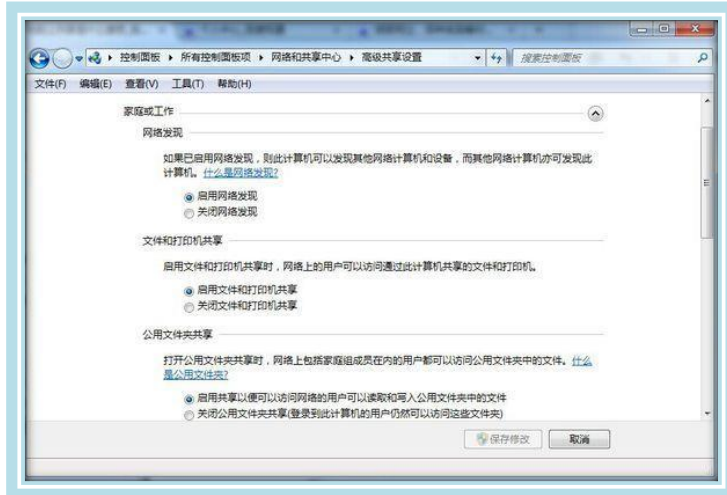 控制面板 ▸ 所有控制面板项 ▸ 网络和共享中心 ▸ 高级共享设置
搜索控制面板
文件(F) 编辑(E) 查看(V) 工具(T) 帮助(H)
家庭或工作
网络发现
如果已启用网络发现，则此计算机可以发现其他网络计算机和设备，而其他网络计算机亦可发现此
计算机。什么是网络发现?
启用网络发现
关闭网络发现
文件和打印机共享
启用文件和打印机共享时，网络上的用户可以访问通过此计算机共享的文件和打印机。
启用文件和打印机共享
关闭文件和打印机共享
公用文件夹共享
打开公用文件夹共享时，网络上包括家庭组成员在内的用户都可以访问公用文件夹中的文件。什么
是公用文件夹?
启用共享以便可以访问网络的用户可以读取和写入公用文件夹中的文件
关闭公用文件夹共享(登录到此计算机的用户仍然可以访问这些文件夹)
保存修改 取消